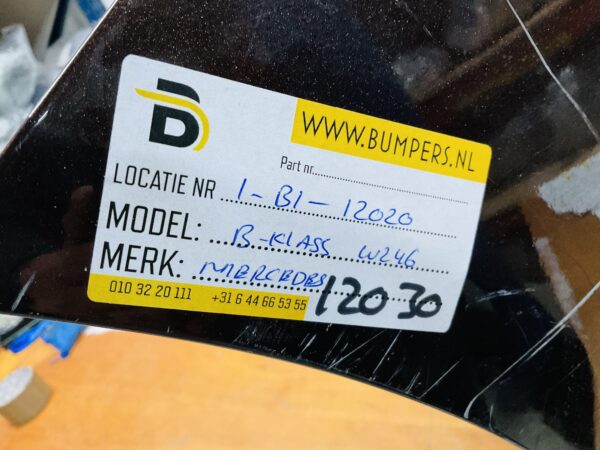 B
WWW.BUMPERS.NL
Part nr.
LOCATIE NR 1-B1-12020
MODEL: B-KLASS W246
MERK: MERCEDES
010 32 20 111 +31 6 44 66 53 55 12030